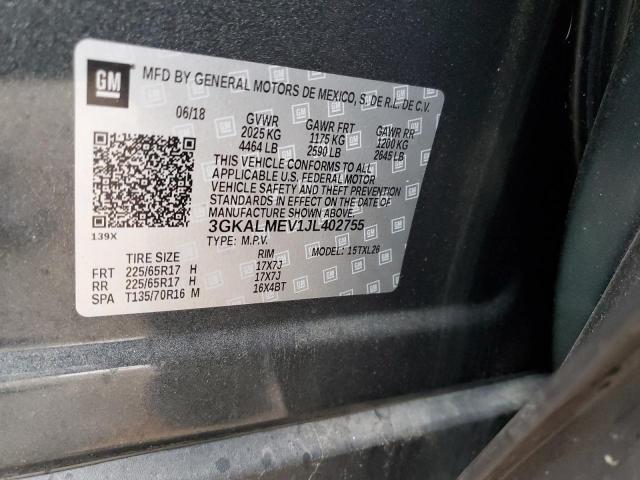 GM
MFD BY GENERAL MOTORS DE MEXICO, S. DE R.L. DE C.V.
06/18 GVWR GAWR FRT GAWR RR
2025 KG 1175 KG 1200 KG
4464 LB 2590 LB 2645 LB
THIS VEHICLE CONFORMS TO ALL
APPLICABLE U.S. FEDERAL MOTOR
VEHICLE SAFETY AND THEFT PREVENTION
STANDARDS IN EFFECT ON THE DATE OF
MANUFACTURE SHOWN ABOVE.
3GKALMEV1JL402755
139X
TYPE: M.P.V. MODEL: 15TXL26
TIRE SIZE RIM
FRT 225/65R17 H 17X7J
RR 225/65R17 H 17X7J
SPA T135/70R16 M 16X4BT